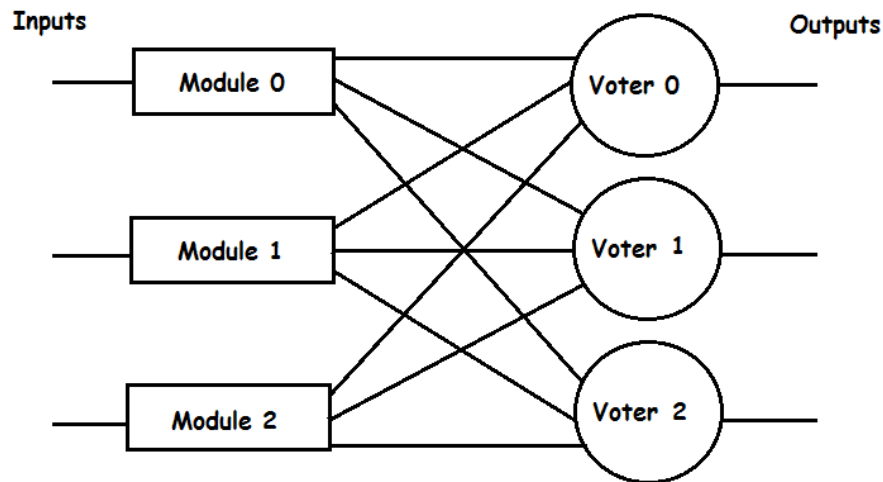 Inputs
Outputs
Module 0
Voter 0
Module 1
Voter 1
Module 2
Voter 2